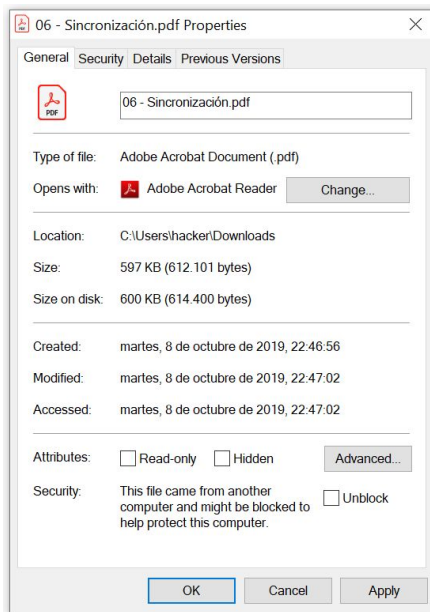 06 - Sincronización.pdf Properties
General Security Details Previous Versions
PDF
06 - Sincronización.pdf
Type of file: Adobe Acrobat Document (.pdf)
Opens with: Adobe Acrobat Reader Change...
Location: C:\Users\hacker\Downloads
Size: 597 KB (612.101 bytes)
Size on disk: 600 KB (614.400 bytes)
Created: martes, 8 de octubre de 2019, 22:46:56
Modified: martes, 8 de octubre de 2019, 22:47:02
Accessed: martes, 8 de octubre de 2019, 22:47:02
Attributes: Read-only Hidden Advanced...
Security: This file came from another
computer and might be blocked to
help protect this computer.
Unblock
OK Cancel Apply